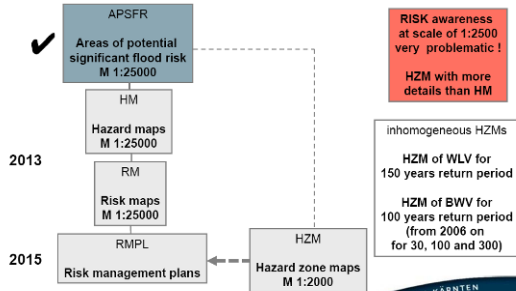 APSFR
Areas of potential
significant flood risk
M 1:25000
HM
Hazard maps
M 1:25000
2013
RM
Risk maps
M 1:25000
2015
RMPL
Risk management plans
HZM
Hazard zone maps
M 1:2000
RISK awareness
at scale of 1:2500
very problematic !
HZM with more
details than HM
inhomogeneous HZMs
HZM of WLV for
150 years return period
HZM of BWV for
100 years return period
(from 2006 on
for 30, 100 and 300)
KÄRNTEN